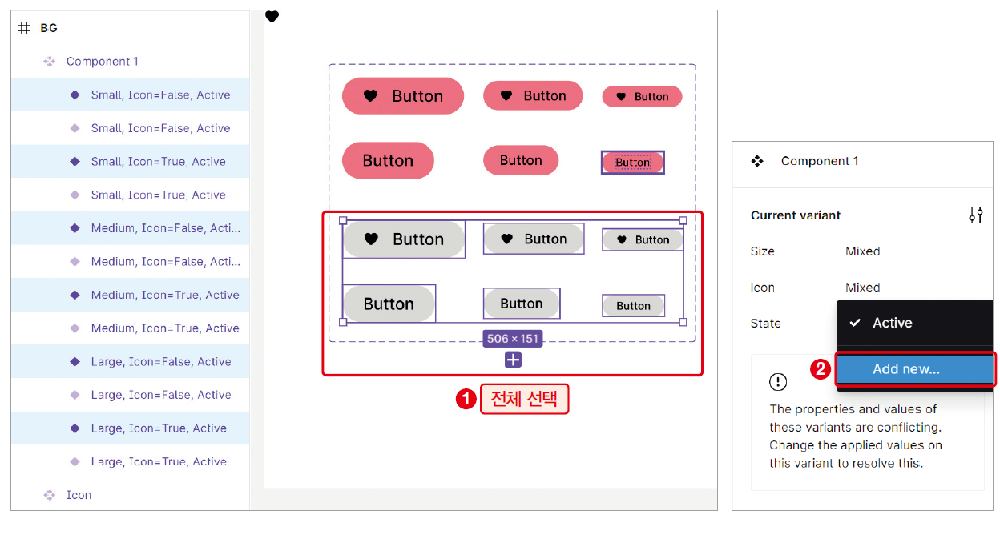 BG
Component 1
Small, Icon=False, Active
Small, Icon=False, Active
Small, Icon=True, Active
Small, Icon=True, Active
Medium, Icon=False, Acti...
Medium, Icon=False, Acti...
Medium, Icon=True, Active
Medium, Icon=True, Active
Large, Icon=False, Active
Large, Icon=False, Active
Large, Icon=True, Active
Large, Icon=True, Active
Icon
Button Button Button
Button Button Button
Button Button Button
Button Button Button
506 × 151
1 전체 선택
Component 1
Current variant
Size Mixed
Icon Mixed
State Active
2 Add new...
The properties and values of
these variants are conflicting.
Change the applied values on
this variant to resolve this.